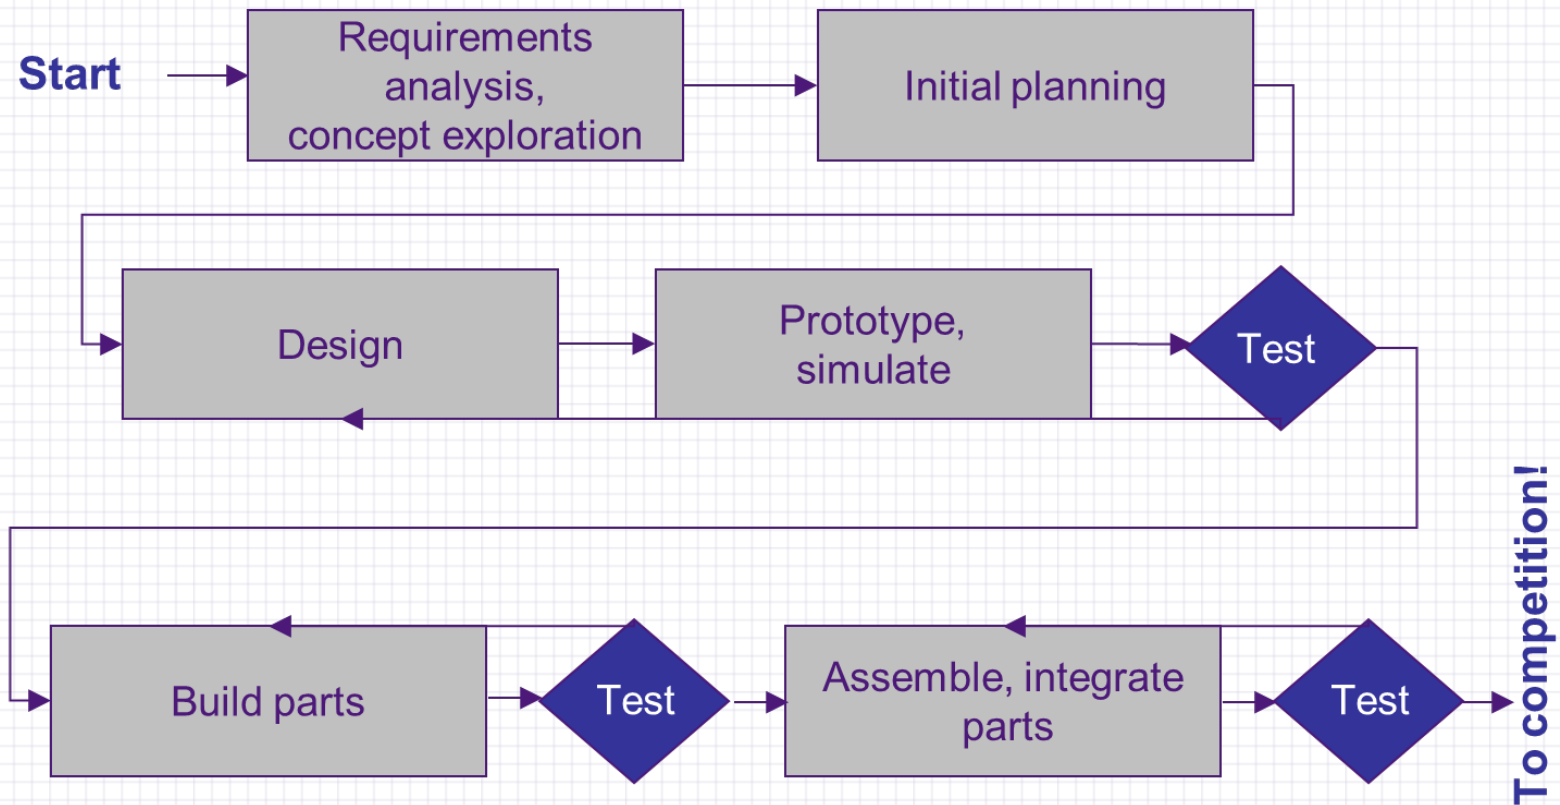 Start
Requirements
analysis,
concept exploration
Initial planning
Design
Prototype,
simulate
Test
Build parts
Test
Assemble, integrate
parts
Test
To competition!